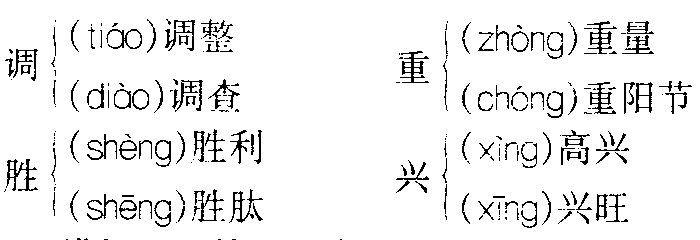 调 (tiáo)调整 重 (zhòng)重量
(diào)调查 (chóng)重阳节
胜 (shèng)胜利 兴 (xìng)高兴
(shēng)胜肽 (xīng)兴旺